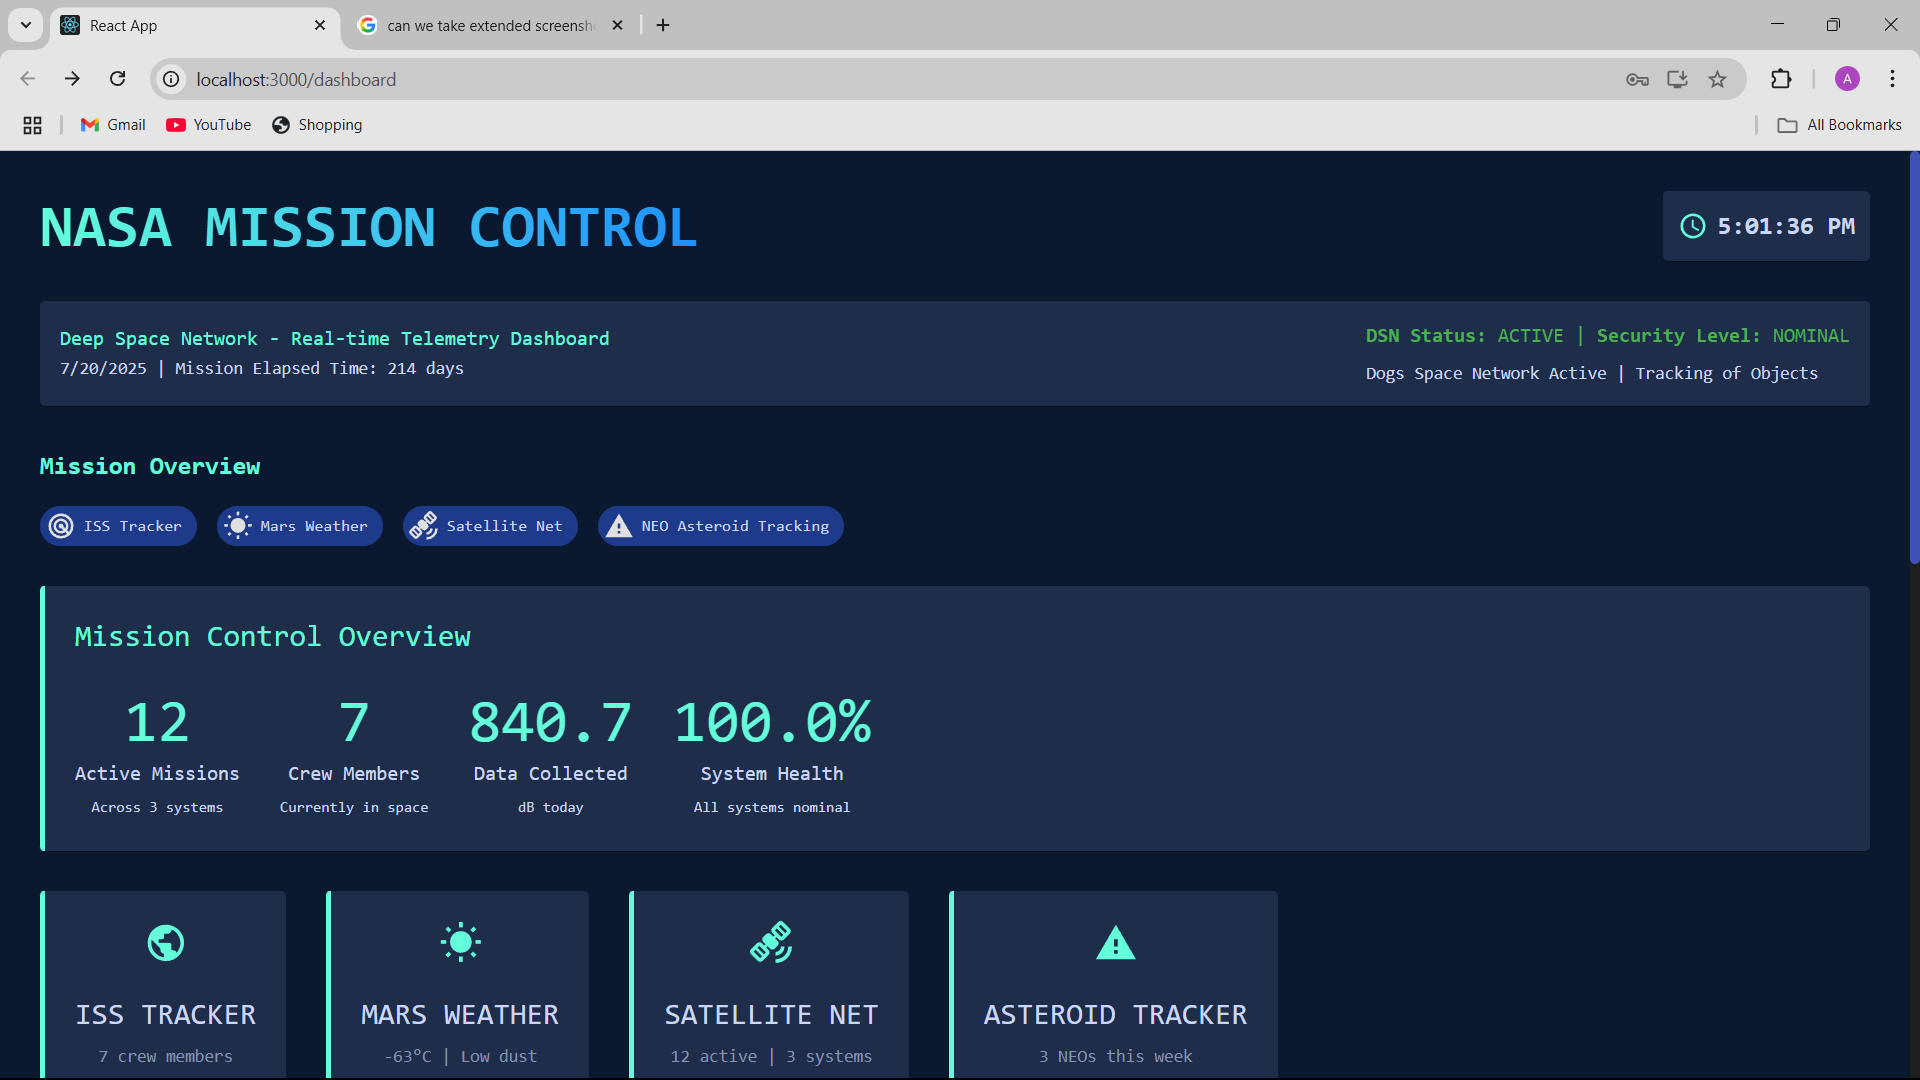 React App
can we take extended screensh
localhost:3000/dashboard
A
Gmail
YouTube
Shopping
All Bookmarks
NASA MISSION CONTROL
5:01:36 PM
Deep Space Network - Real-time Telemetry Dashboard
7/20/2025 | Mission Elapsed Time: 214 days
DSN Status: ACTIVE | Security Level: NOMINAL
Dogs Space Network Active | Tracking of Objects
Mission Overview
ISS Tracker
Mars Weather
Satellite Net
NEO Asteroid Tracking
Mission Control Overview
12
7
840.7
100.0%
Active Missions
Crew Members
Data Collected
System Health
Across 3 systems
Currently in space
dB today
All systems nominal
ISS TRACKER
MARS WEATHER
SATELLITE NET
ASTEROID TRACKER
7 crew members
-63°C | Low dust
12 active | 3 systems
3 NEOs this week